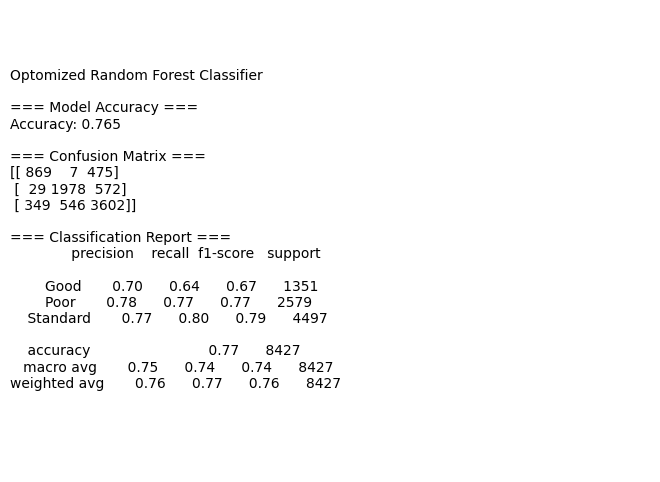 Optomized Random Forest Classifier
=== Model Accuracy ===
Accuracy: 0.765
=== Confusion Matrix ===
[[ 869    7  475]
 [  29 1978  572]
 [ 349  546 3602]]
=== Classification Report ===
              precision    recall  f1-score   support
        Good       0.70      0.64      0.67      1351
        Poor       0.78      0.77      0.77      2579
    Standard       0.77      0.80      0.79      4497
    accuracy                           0.77      8427
   macro avg       0.75      0.74      0.74      8427
weighted avg       0.76      0.77      0.76      8427